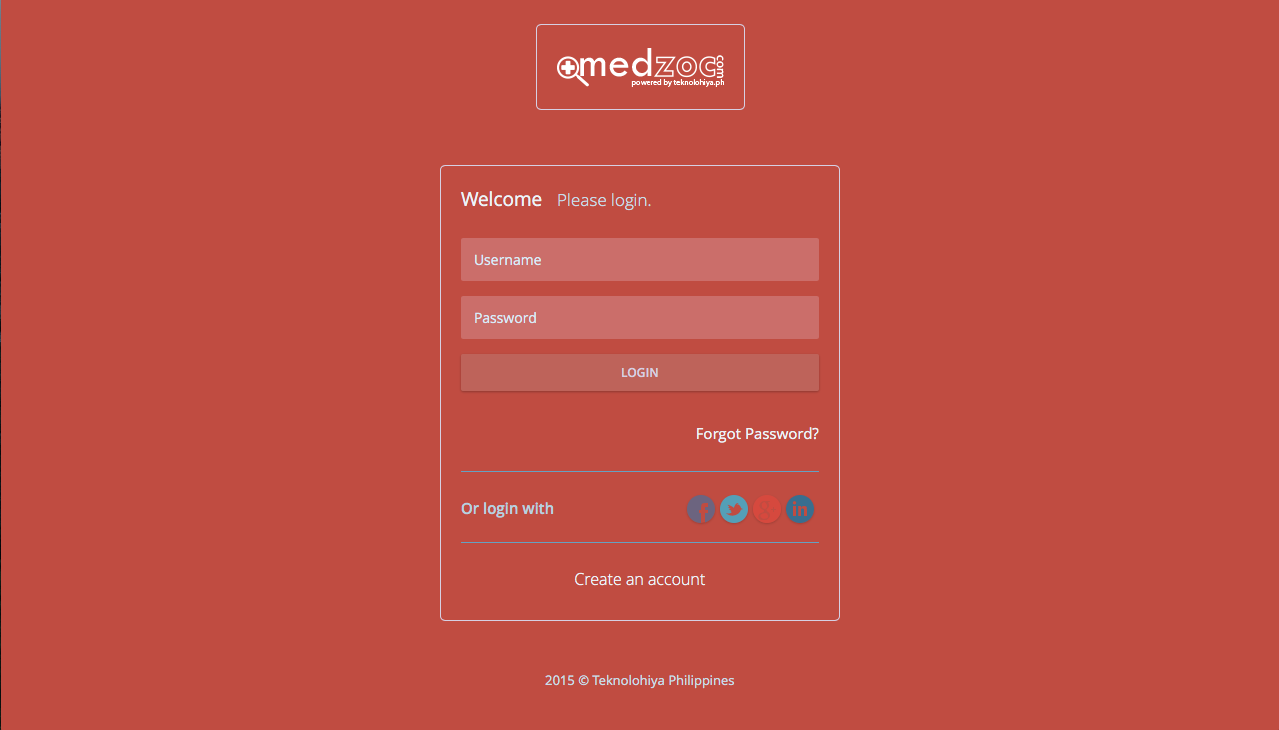 medzoc.com
powered by teknolohiya.ph
Welcome Please login.
Username
Password
LOGIN
Forgot Password?
Or login with
f
in
Create an account
2015 © Teknolohiya Philippines